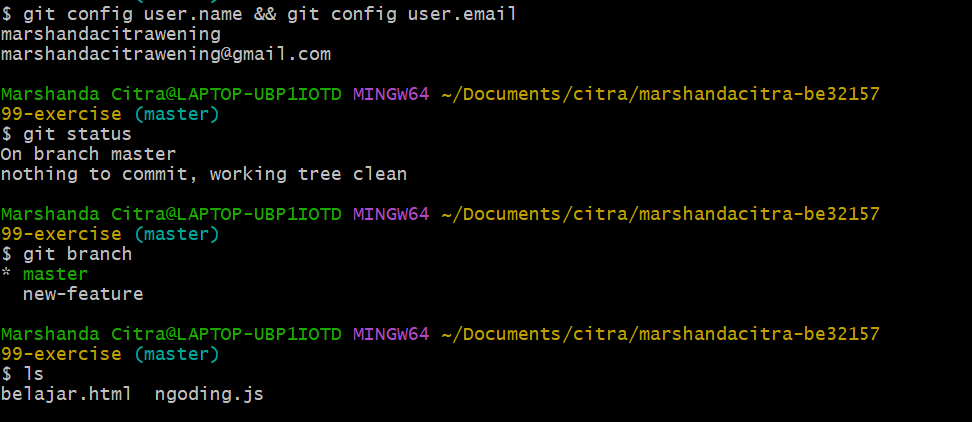 $ git config user.name && git config user.email
marshandacitrawening
marshandacitrawening@gmail.com
Marshanda Citra@LAPTOP-UBP1IOTD MINGW64 ~/Documents/citra/marshandacitra-be32157
99-exercise (master)
$ git status
On branch master
nothing to commit, working tree clean
Marshanda Citra@LAPTOP-UBP1IOTD MINGW64 ~/Documents/citra/marshandacitra-be32157
99-exercise (master)
$ git branch
* master
  new-feature
Marshanda Citra@LAPTOP-UBP1IOTD MINGW64 ~/Documents/citra/marshandacitra-be32157
99-exercise (master)
$ ls
belajar.html  ngoding.js